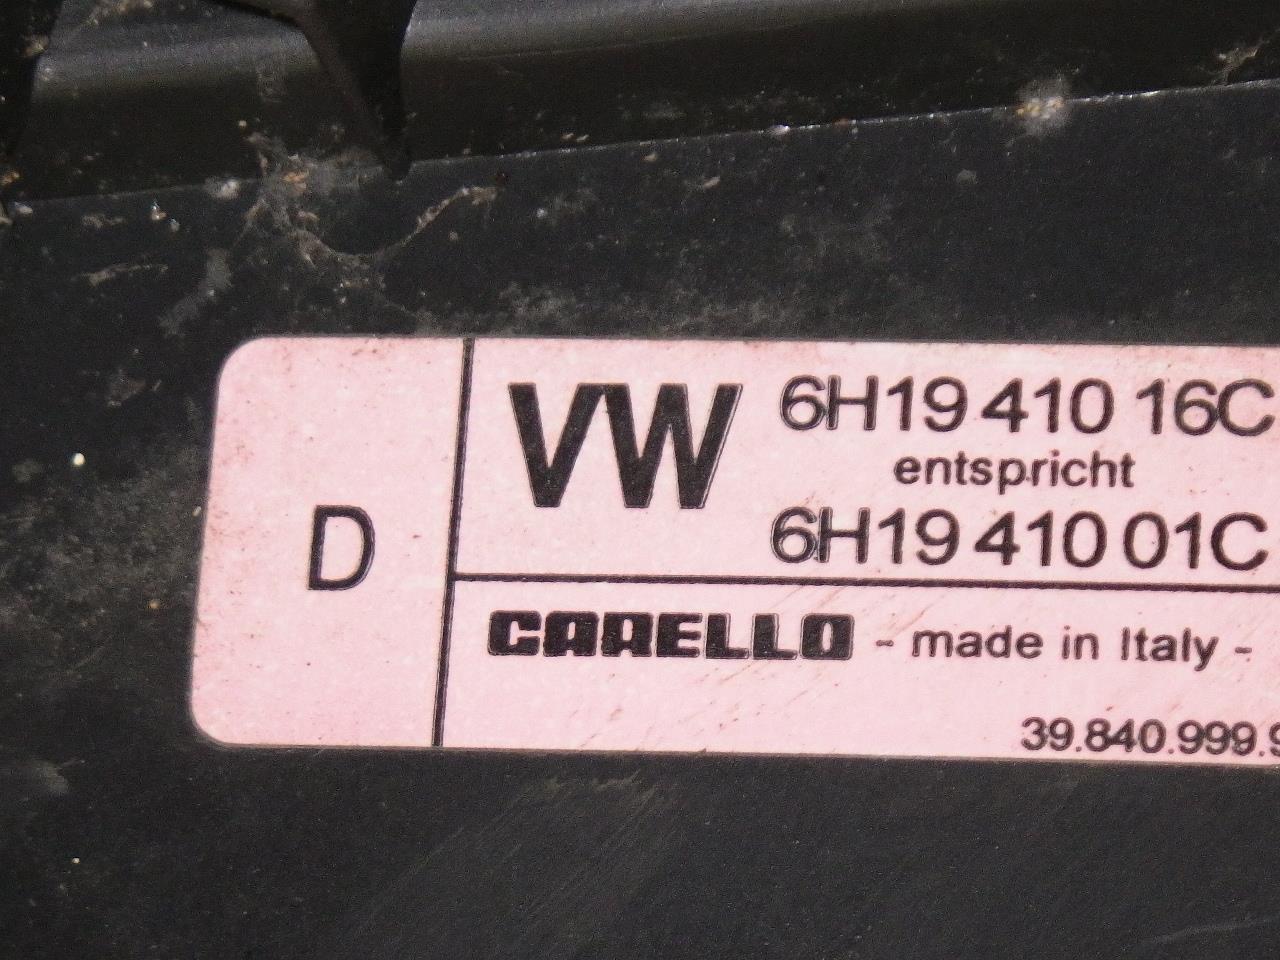 D
VW
6H19 410 16C
entspricht
6H19 410 01C
CARELLO - made in Italy -
39.840.999.9